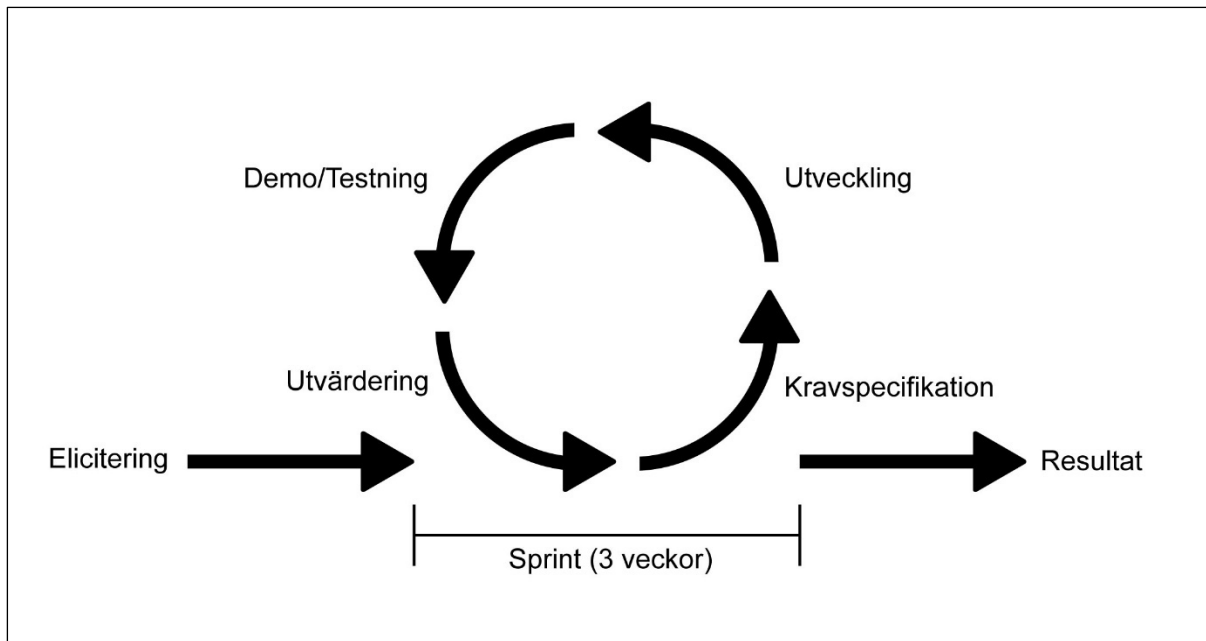 Demo/Testning
Utveckling
Utvärdering
Kravspecifikation
Elicitering
Resultat
Sprint (3 veckor)